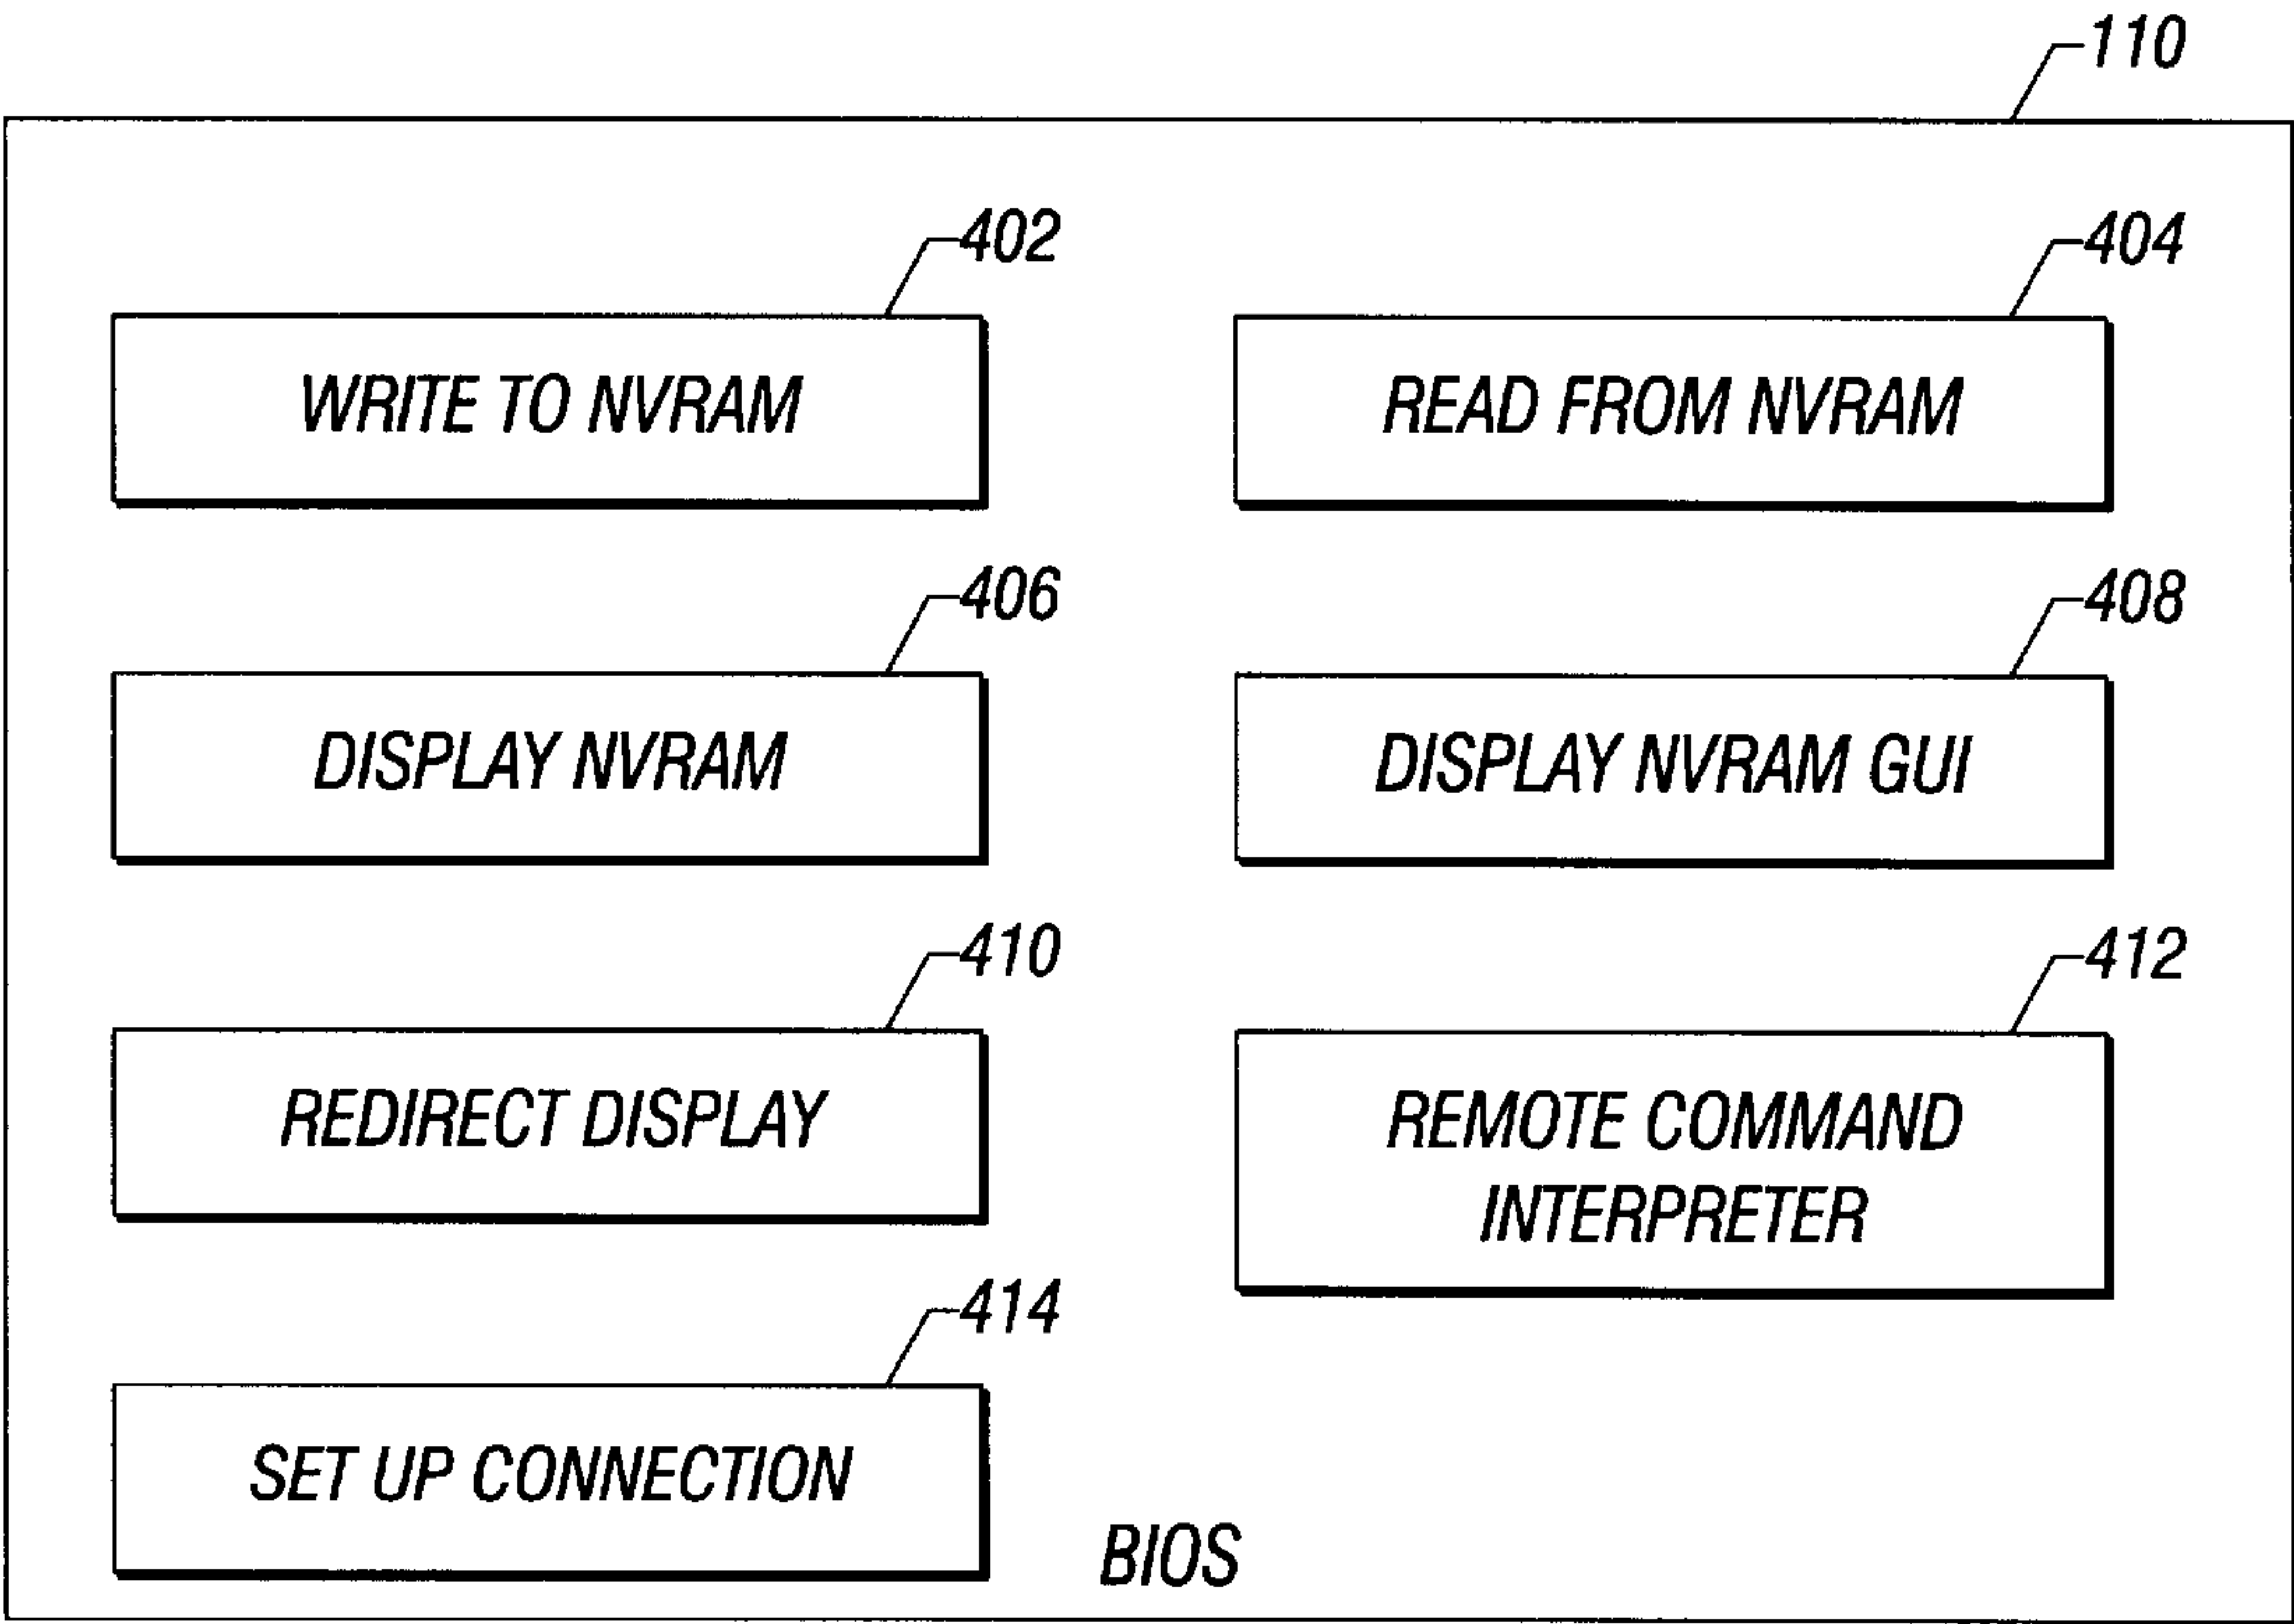 110
402
404
WRITE TO NVRAM
READ FROM NVRAM
406
408
DISPLAY NVRAM
DISPLAY NVRAM GUI
410
412
REDIRECT DISPLAY
REMOTE COMMAND
INTERPRETER
414
SET UP CONNECTION
BIOS